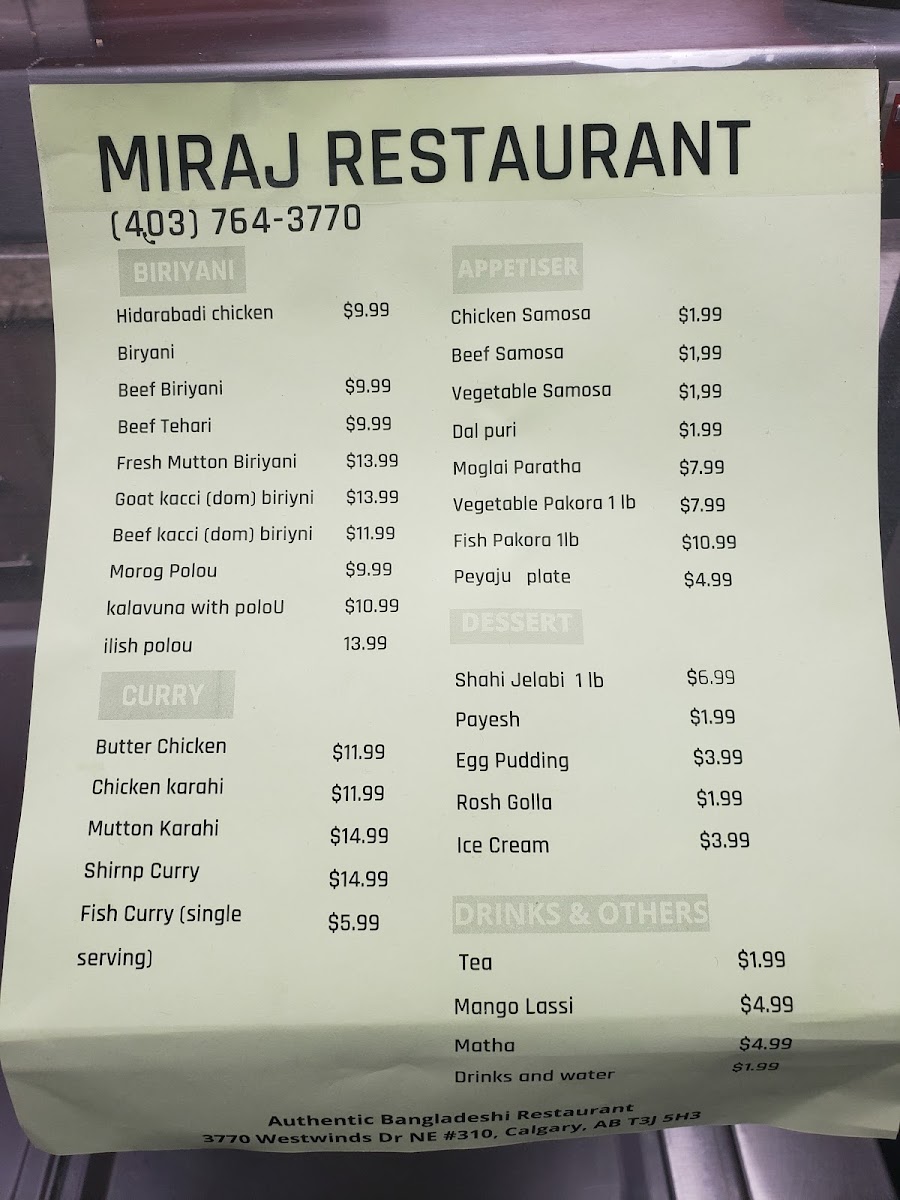 MIRAJ RESTAURANT
(403) 764-3770
BIRIYANI
Hidarabadi chicken $9.99
Biryani
Beef Biriyani $9.99
Beef Tehari $9.99
Fresh Mutton Biriyani $13.99
Goat kacci (dom) biriyni $13.99
Beef kacci (dom) biriyni $11.99
Morog Polou $9.99
kalavuna with poloU $10.99
ilish polou 13.99
CURRY
Butter Chicken $11.99
Chicken karahi $11.99
Mutton Karahi $14.99
Shirnp Curry $14.99
Fish Curry (single $5.99
serving)
APPETISER
Chicken Samosa $1.99
Beef Samosa $1,99
Vegetable Samosa $1,99
Dal puri $1.99
Moglai Paratha $7.99
Vegetable Pakora 1 lb $7.99
Fish Pakora 1lb $10.99
Peyaju plate $4.99
DESSERT
Shahi Jelabi 1 lb $6.99
Payesh $1.99
Egg Pudding $3.99
Rosh Golla $1.99
Ice Cream $3.99
DRINKS & OTHERS
Tea $1.99
Mango Lassi $4.99
Matha $4.99
Drinks and water $1.99
Authentic Bangladeshi Restaurant
3770 Westwinds Dr NE #310, Calgary, AB T3J 5H3